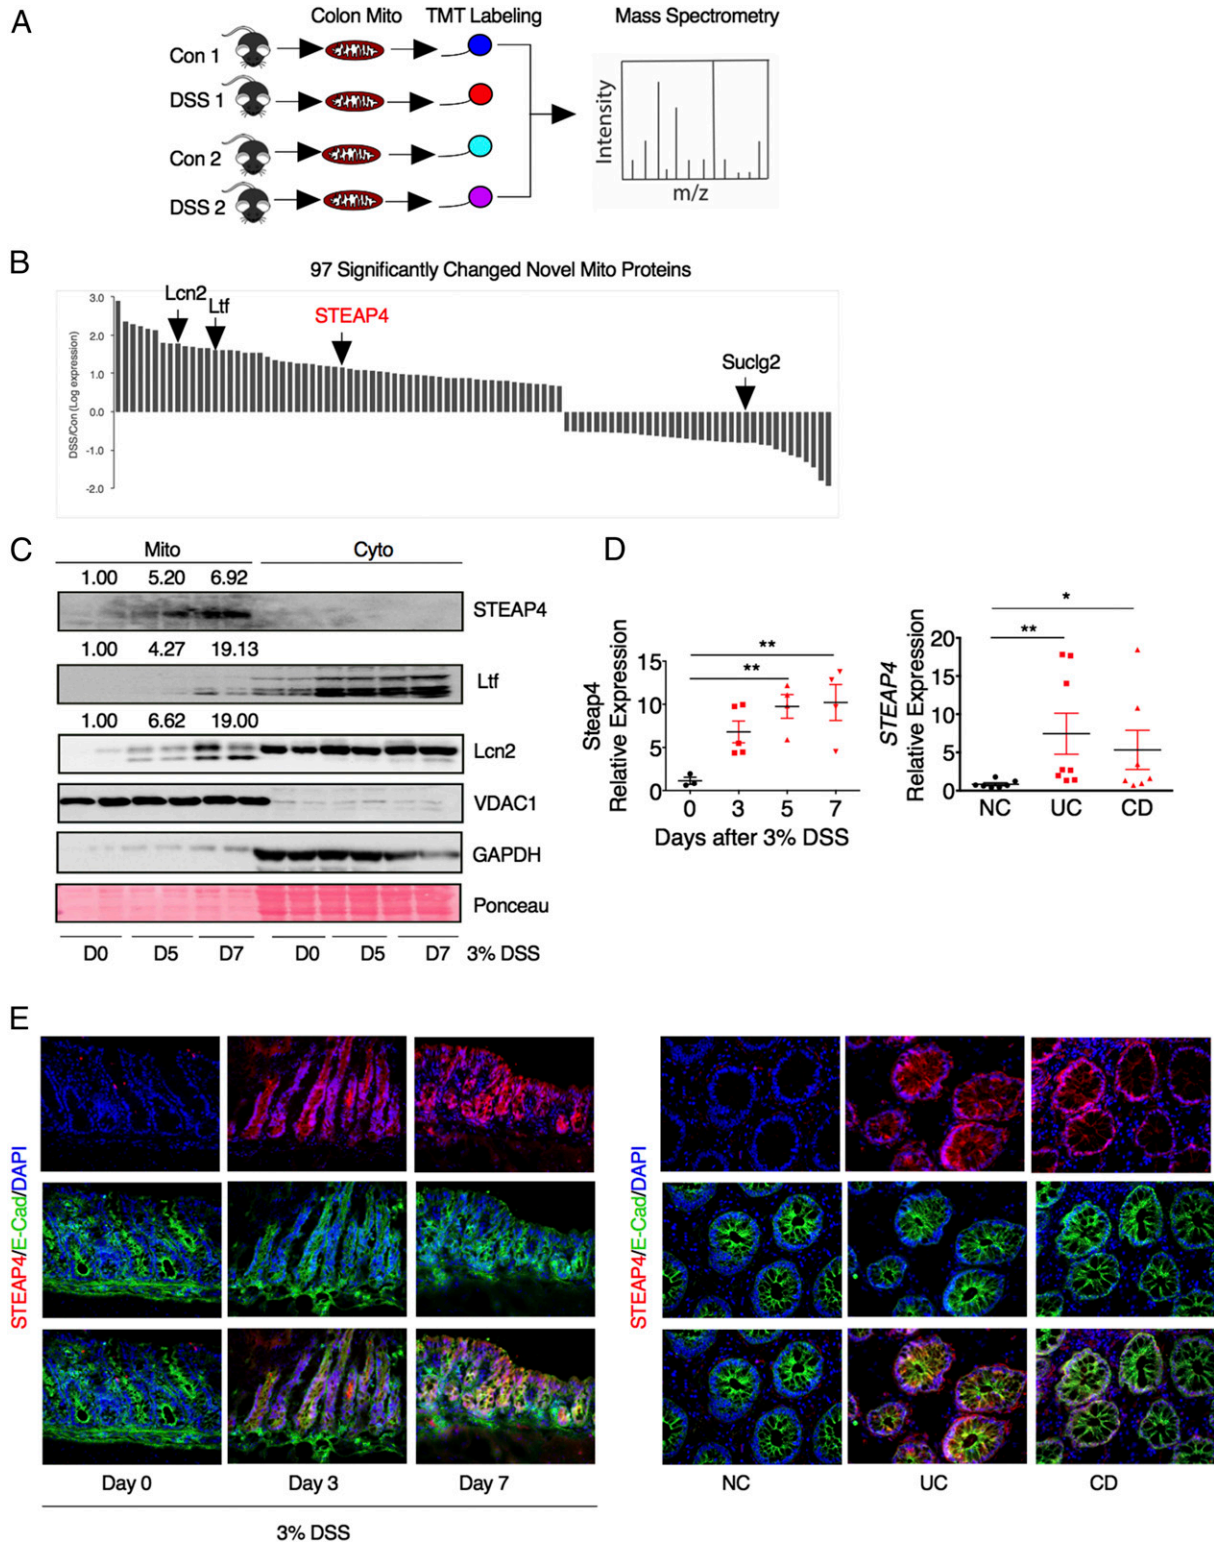 A
Colon Mito TMT Labeling Mass Spectrometry
Con 1
DSS 1
Con 2
DSS 2
Intensity
m/z
B
97 Significantly Changed Novel Mito Proteins
DSS/Con (Log expression)
3.0
2.0
1.0
0.0
-1.0
-2.0
Lcn2
Ltf
STEAP4
Suclg2
C
Mito Cyto
1.00 5.20 6.92
STEAP4
1.00 4.27 19.13
Ltf
1.00 6.62 19.00
Lcn2
VDAC1
GAPDH
Ponceau
D0 D5 D7 D0 D5 D7 3% DSS
D
Steap4
Relative Expression
15
10
5
0
** 
**
0 3 5 7
Days after 3% DSS
STEAP4
Relative Expression
20
15
10
5
0
*
**
NC UC CD
E
STEAP4/E-Cad/DAPI
Day 0 Day 3 Day 7
3% DSS
STEAP4/E-Cad/DAPI
NC UC CD